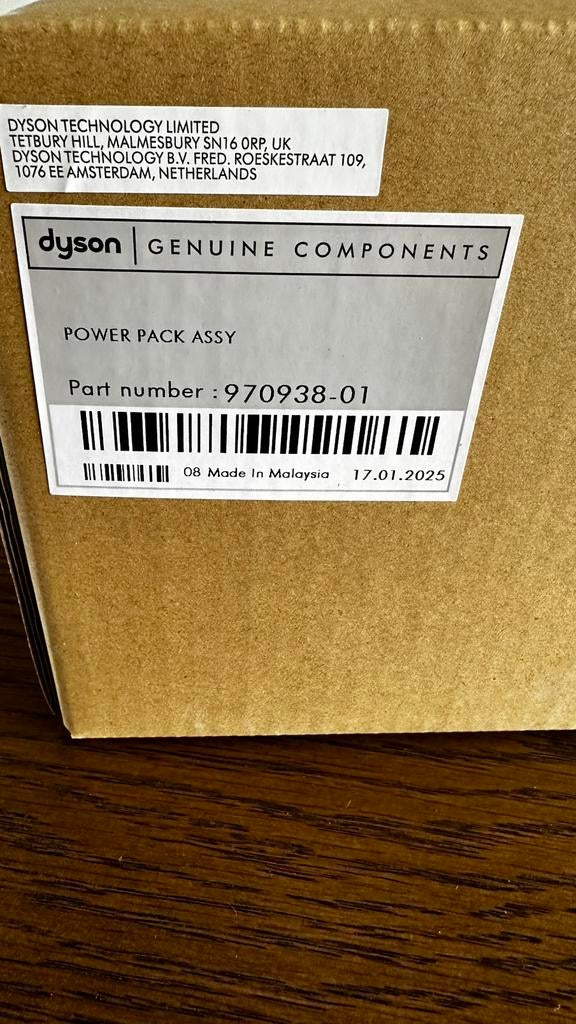 DYSON TECHNOLOGY LIMITED
TETBURY HILL, MALMESBURY SN16 0RP, UK
DYSON TECHNOLOGY B.V. FRED. ROESKESTRAAT 109,
1076 EE AMSTERDAM, NETHERLANDS
dyson | GENUINE COMPONENTS
POWER PACK ASSY
Part number : 970938-01
08 Made In Malaysia 17.01.2025